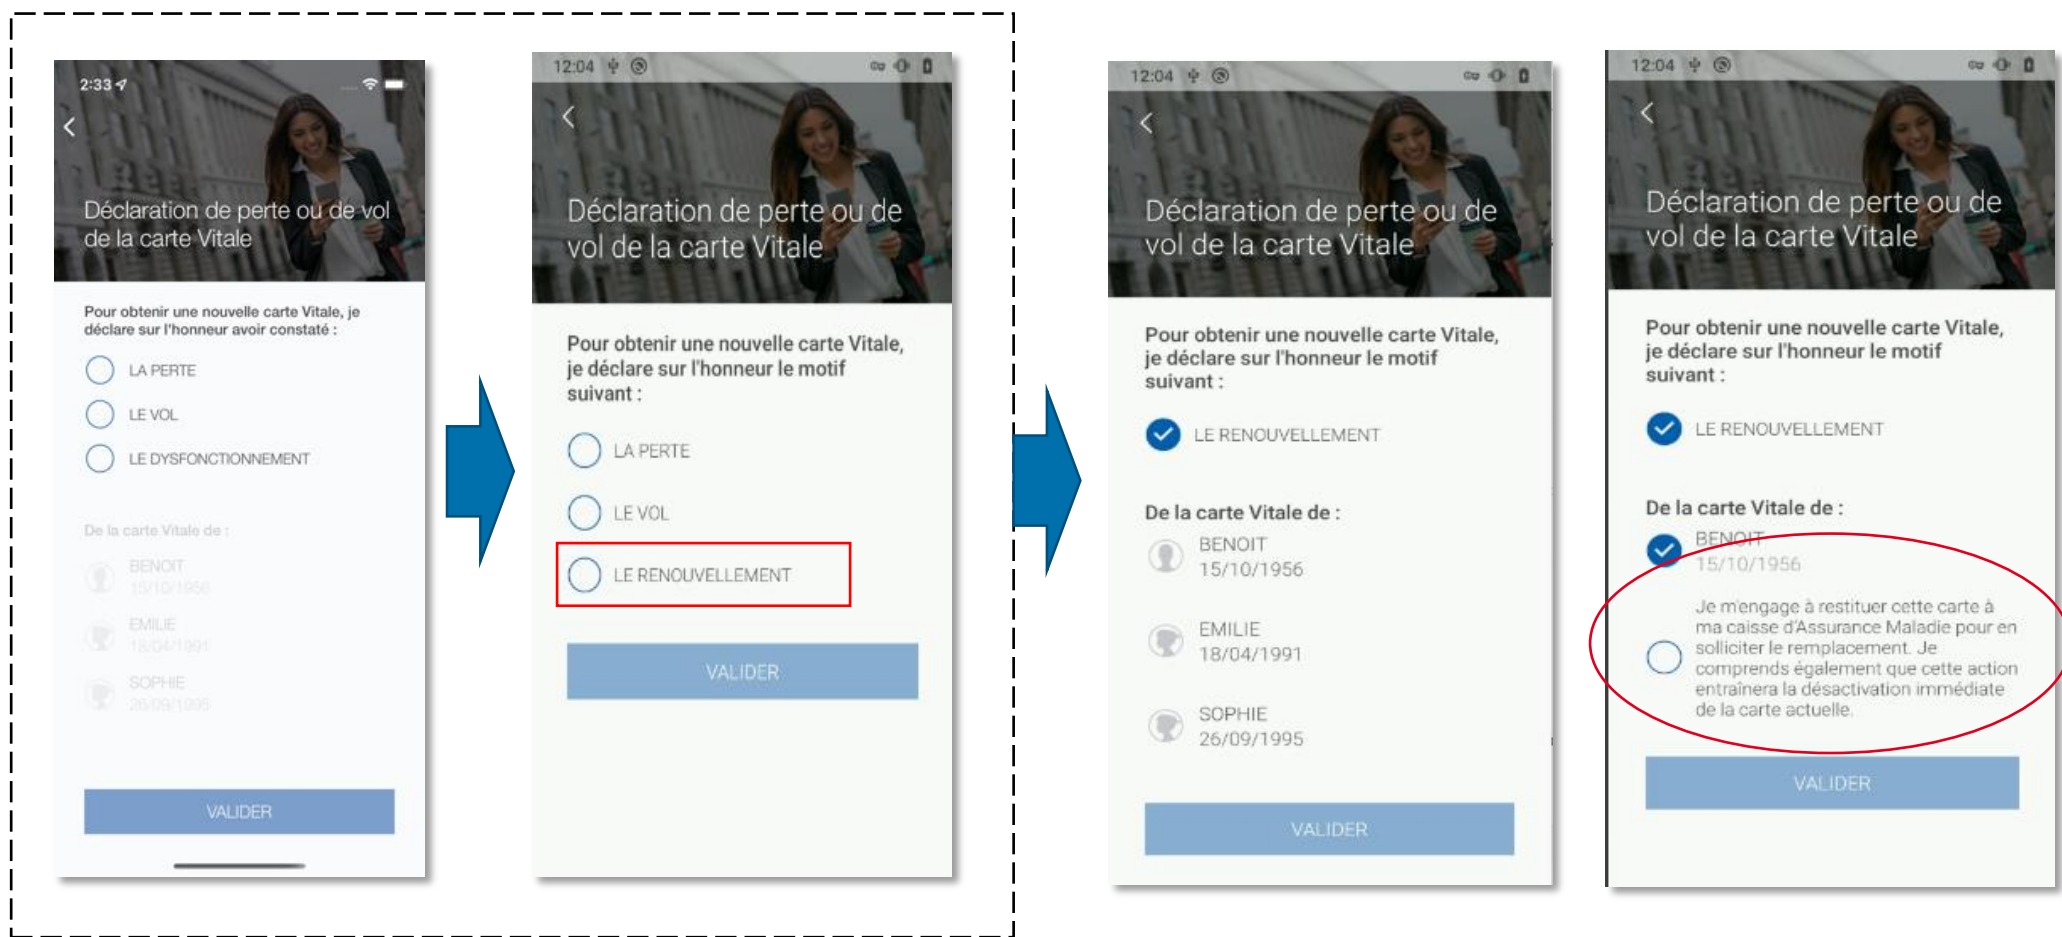 2:33
Déclaration de perte ou de vol
de la carte Vitale
Pour obtenir une nouvelle carte Vitale, je
déclare sur l'honneur avoir constaté :
LA PERTE
LE VOL
LE DYSFONCTIONNEMENT
De la carte Vitale de :
BENOIT
15/10/1956
EMILIE
18/04/1991
SOPHIE
26/09/1995
VALIDER
12:04
Déclaration de perte ou de
vol de la carte Vitale
Pour obtenir une nouvelle carte Vitale,
je déclare sur l'honneur le motif
suivant :
LA PERTE
LE VOL
LE RENOUVELLEMENT
VALIDER
12:04
Déclaration de perte ou de
vol de la carte Vitale
Pour obtenir une nouvelle carte Vitale,
je déclare sur l'honneur le motif
suivant :
LE RENOUVELLEMENT
De la carte Vitale de :
BENOIT
15/10/1956
EMILIE
18/04/1991
SOPHIE
26/09/1995
VALIDER
12:04
Déclaration de perte ou de
vol de la carte Vitale
Pour obtenir une nouvelle carte Vitale,
je déclare sur l'honneur le motif
suivant :
LE RENOUVELLEMENT
De la carte Vitale de :
BENOIT
15/10/1956
Je m'engage à restituer cette carte à
ma caisse d'Assurance Maladie pour en
solliciter le remplacement. Je
comprends également que cette action
entraînera la désactivation immédiate
de la carte actuelle.
VALIDER